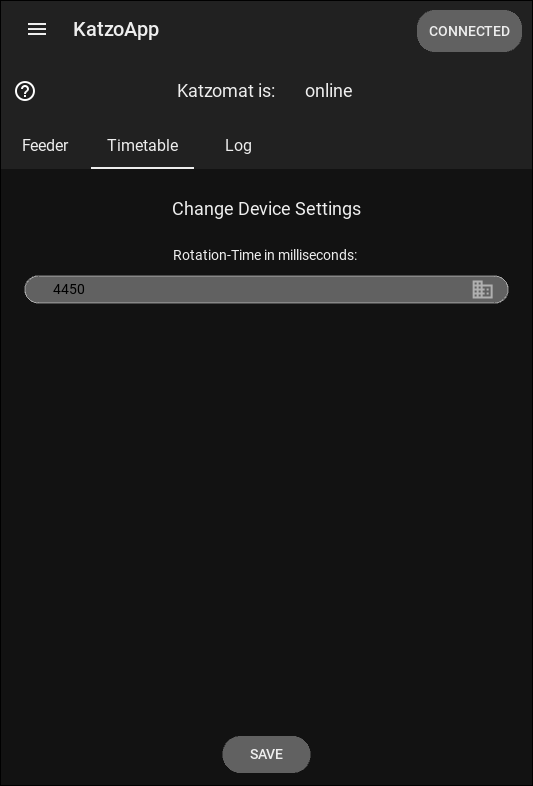 KatzoApp
CONNECTED
Katzomat is: online
Feeder Timetable Log
Change Device Settings
Rotation-Time in milliseconds:
4450
SAVE